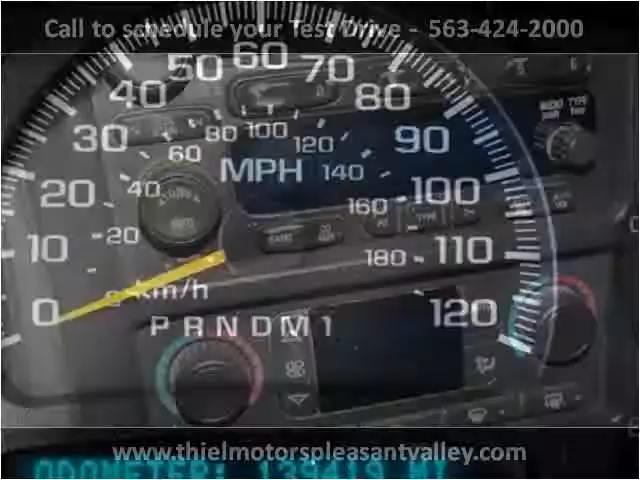 Call to schedule your Test Drive - 563-424-2000
60
50 70
40 80
30 80 100 120 90
60 MPH 140
20 40 160 100
10 20 180 110
0 km/h 120
P R N D M 1
www.thielmotorspleasantvalley.com
ODOMETER: 139419 MI